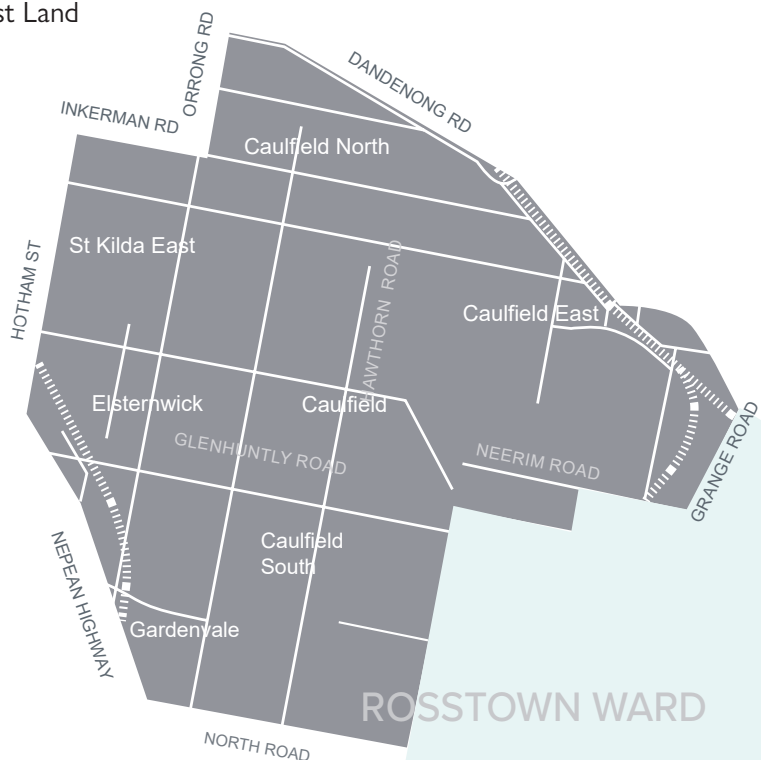 st Land
ORRONG RD
DANDENONG RD
INKERMAN RD
Caulfield North
St Kilda East
HOTHAM ST
HAWTHORN ROAD
Caulfield East
Elsternwick
Caulfield
GLENHUNTLY ROAD
NEERIM ROAD
GRANGE ROAD
Caulfield
South
NEPEAN HIGHWAY
Gardenvale
ROSSTOWN WARD
NORTH ROAD